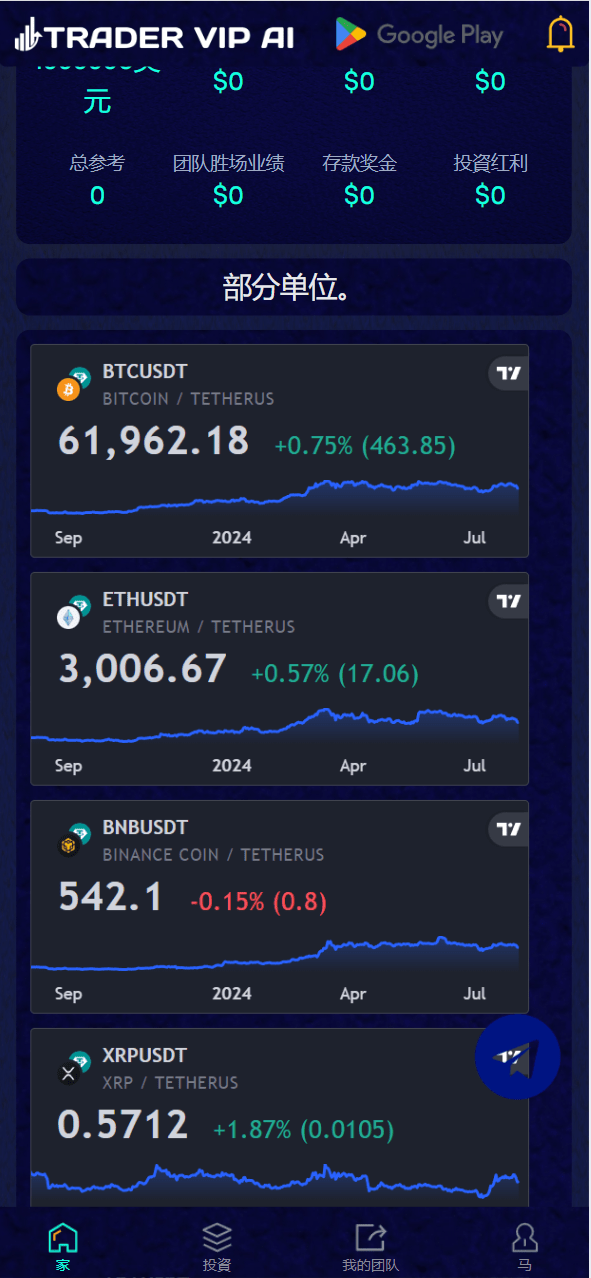 TRADER VIP AI
Google Play
元
$0
$0
$0
总参考
团队胜场业绩
存款奖金
投資红利
0
$0
$0
$0
部分单位。
BTCUSDT
BITCOIN / TETHERUS
61,962.18 +0.75% (463.85)
Sep 2024 Apr Jul
ETHUSDT
ETHEREUM / TETHERUS
3,006.67 +0.57% (17.06)
Sep 2024 Apr Jul
BNBUSDT
BINANCE COIN / TETHERUS
542.1 -0.15% (0.8)
Sep 2024 Apr Jul
XRPUSDT
XRP / TETHERUS
0.5712 +1.87% (0.0105)
家
投資
我的团队
马